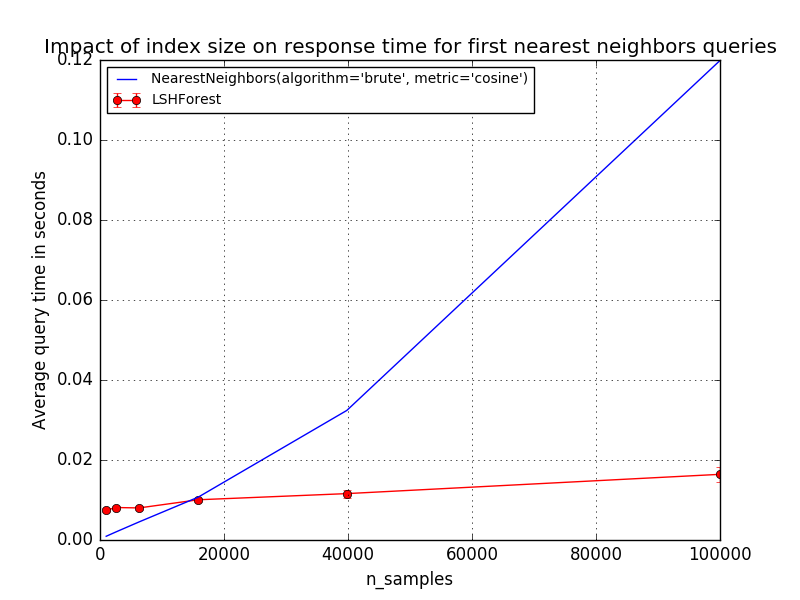 Impact of index size on response time for first nearest neighbors queries
NearestNeighbors(algorithm='brute', metric='cosine')
LSHForest
Average query time in seconds
0.12
0.10
0.08
0.06
0.04
0.02
0.00
0 20000 40000 60000 80000 100000
n_samples